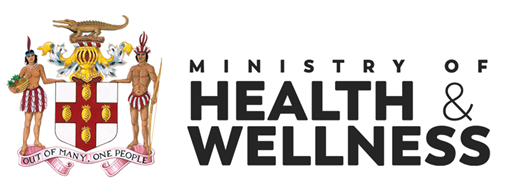 OUT OF MANY, ONE PEOPLE
MINISTRY OF
HEALTH &
WELLNESS